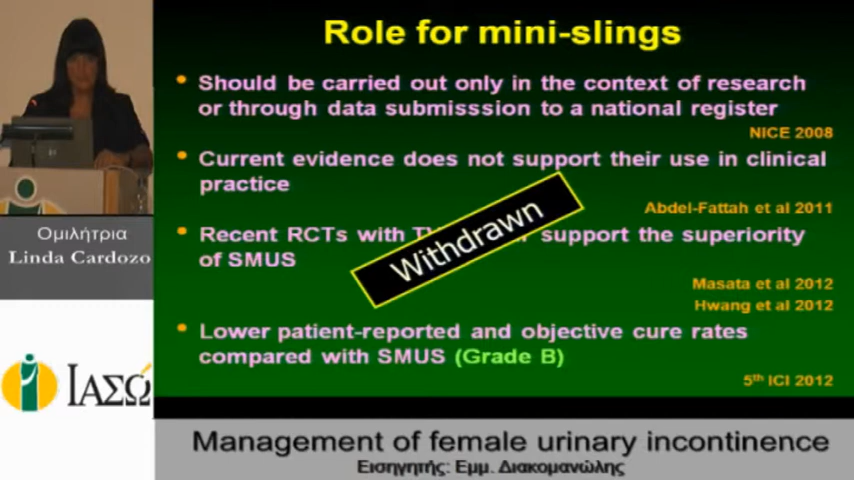 Role for mini-slings
• Should be carried out only in the context of research
or through data submisssion to a national register
NICE 2008
• Current evidence does not support their use in clinical
practice
Abdel-Fattah et al 2011
• Recent RCTs with support the superiority
of SMUS
Withdrawn
Masata et al 2012
Hwang et al 2012
• Lower patient-reported and objective cure rates
compared with SMUS (Grade B)
5th ICI 2012
Ομιλήτρια
Linda Cardozo
ΙΑΣΩ
Management of female urinary incontinence
Εισηγητής: Εμμ. Διακομανώλης